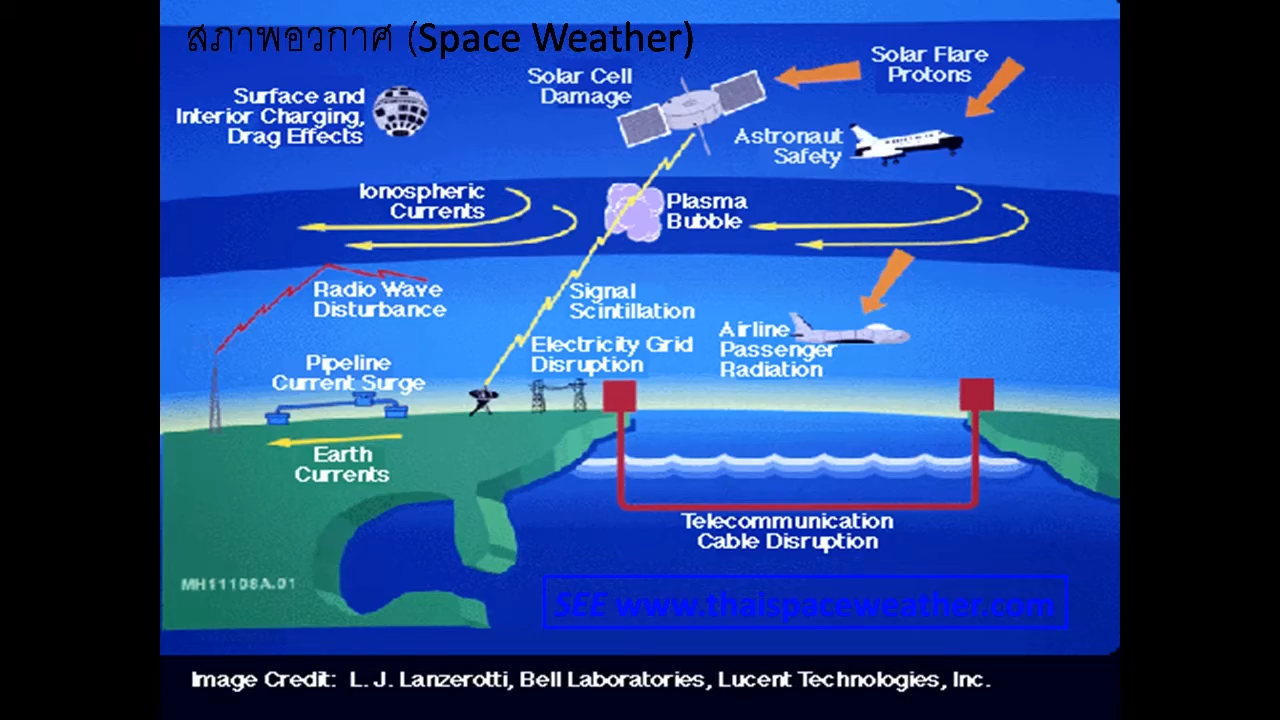 สภาพอวกาศ (Space Weather)
Solar Flare
Protons
Solar Cell
Damage
Surface and
Interior Charging,
Drag Effects
Astronaut
Safety
Ionospheric
Currents
Plasma
Bubble
Radio Wave
Disturbance
Signal
Scintillation
Electricity Grid
Disruption
Airline
Passenger
Radiation
Pipeline
Current Surge
Earth
Currents
Telecommunication
Cable Disruption
MH11108A.01
SEE www.thaispaceweather.com
Image Credit: L. J. Lanzerotti, Bell Laboratories, Lucent Technologies, Inc.